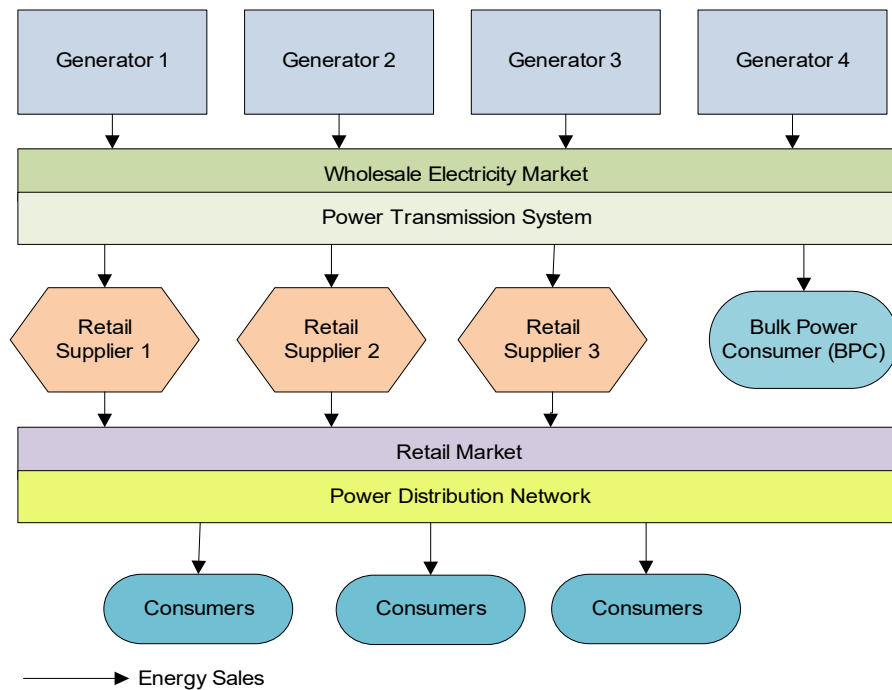 Generator 1
Generator 2
Generator 3
Generator 4
Wholesale Electricity Market
Power Transmission System
Retail
Supplier 1
Retail
Supplier 2
Retail
Supplier 3
Bulk Power
Consumer (BPC)
Retail Market
Power Distribution Network
Consumers
Consumers
Consumers
Energy Sales